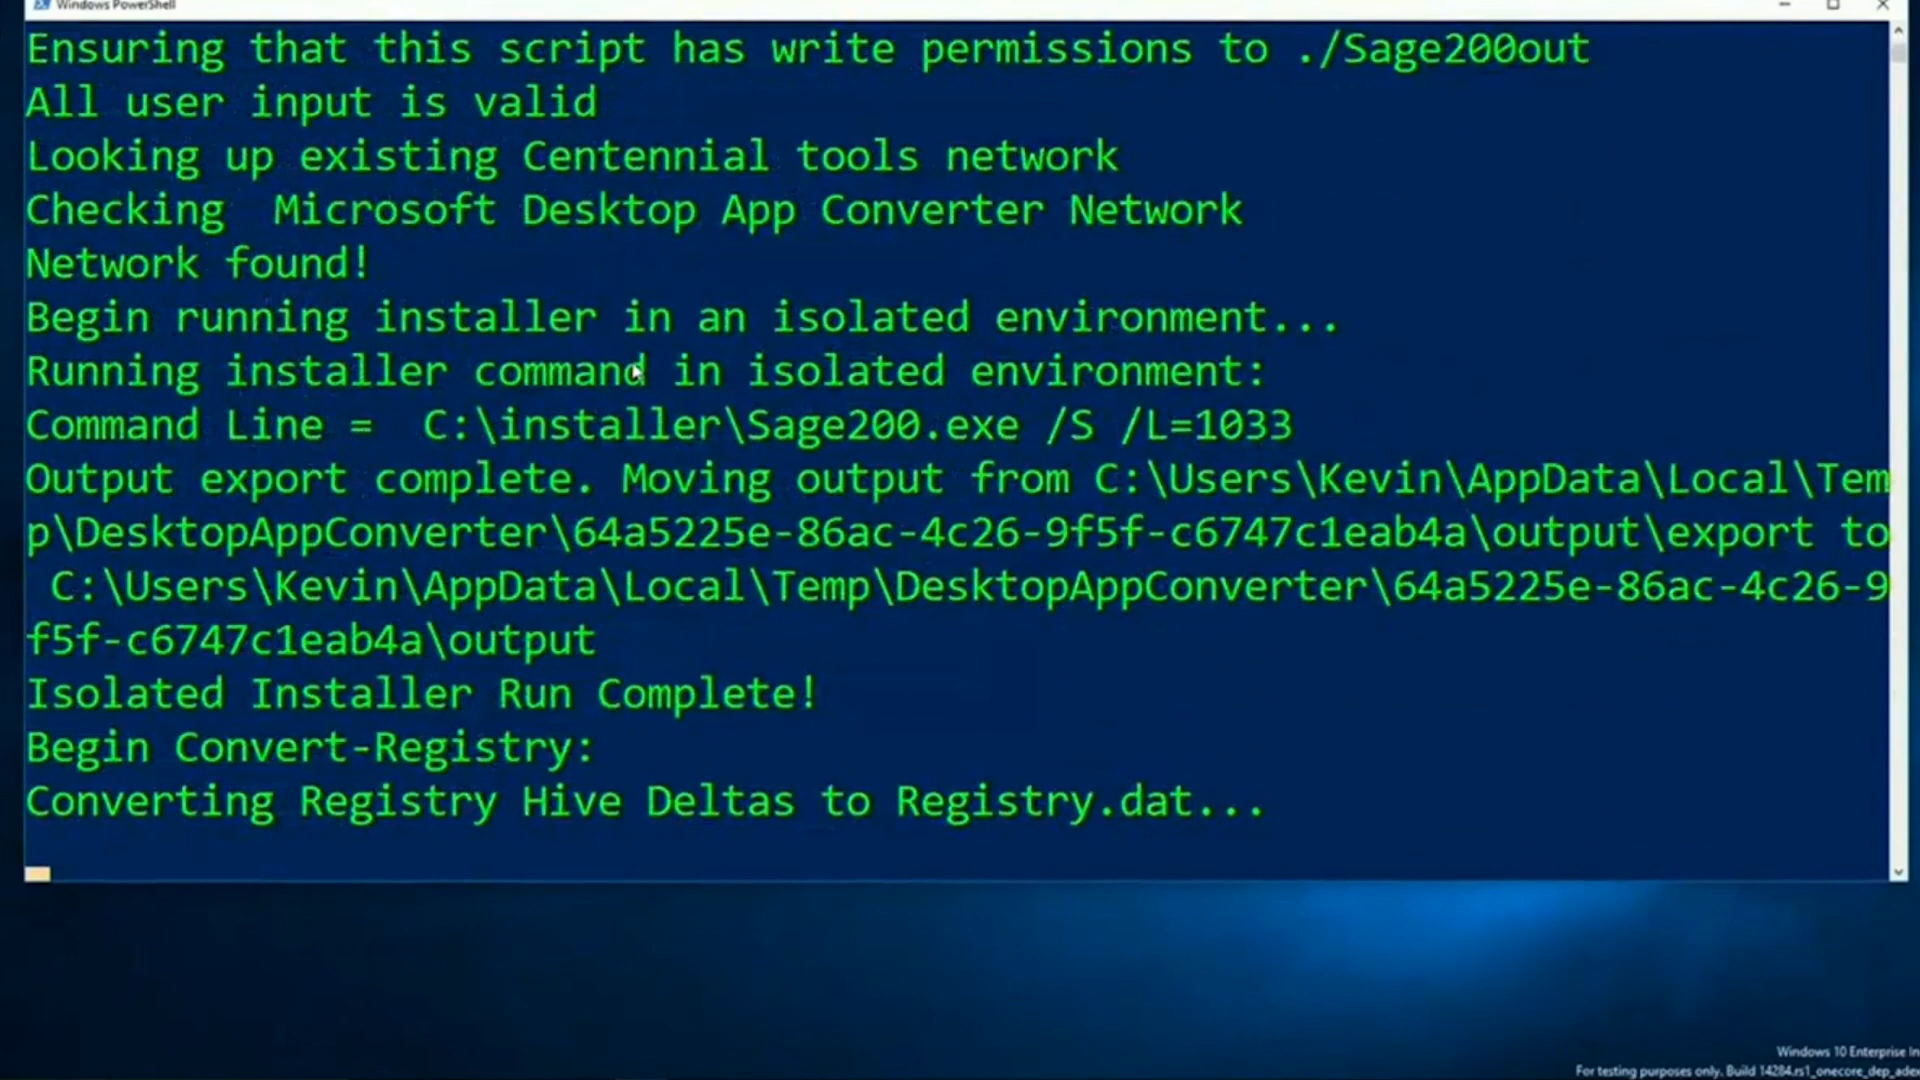 Windows PowerShell
Ensuring that this script has write permissions to ./Sage200out
All user input is valid
Looking up existing Centennial tools network
Checking  Microsoft Desktop App Converter Network
Network found!
Begin running installer in an isolated environment...
Running installer command in isolated environment:
Command Line =  C:\installer\Sage200.exe /S /L=1033
Output export complete. Moving output from C:\Users\Kevin\AppData\Local\Tem
p\DesktopAppConverter\64a5225e-86ac-4c26-9f5f-c6747c1eab4a\output\export to
 C:\Users\Kevin\AppData\Local\Temp\DesktopAppConverter\64a5225e-86ac-4c26-9
f5f-c6747c1eab4a\output
Isolated Installer Run Complete!
Begin Convert-Registry:
Converting Registry Hive Deltas to Registry.dat...
Windows 10 Enterprise In
For testing purposes only. Build 14284.rs1_onecore_dep_adex